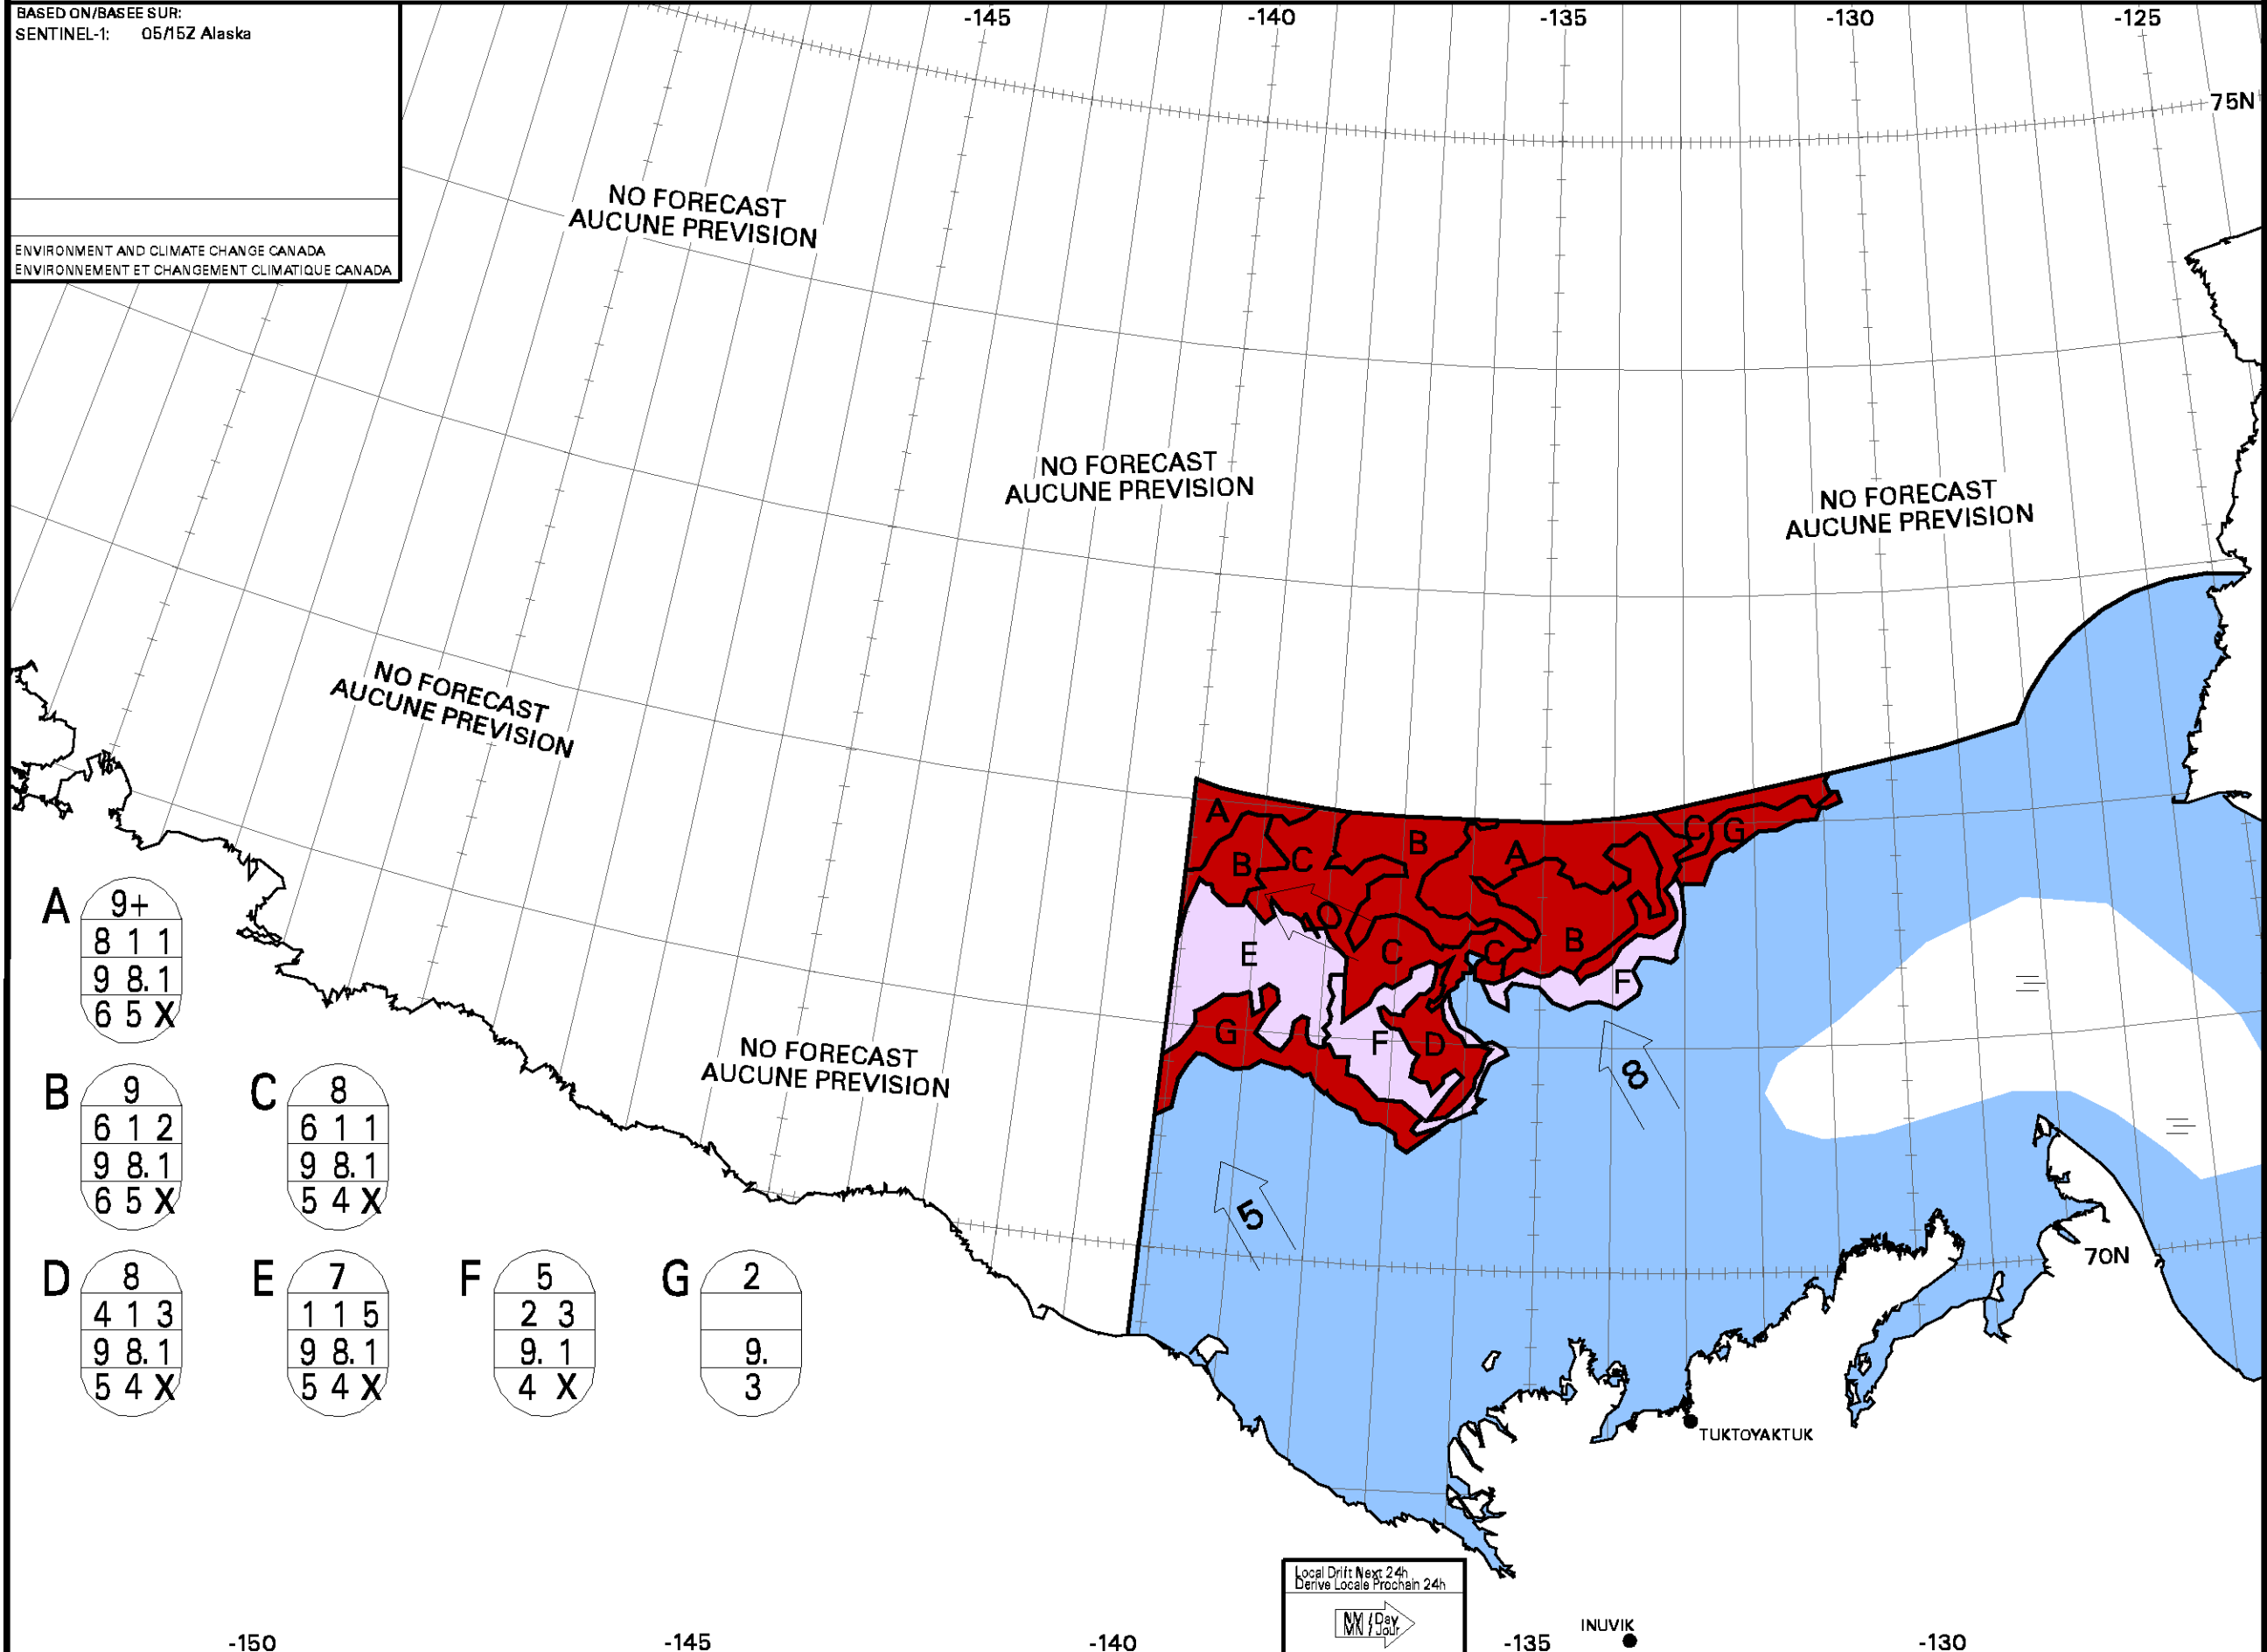 BASED ON/BASEE SUR:
SENTINEL-1: 05/15Z Alaska
ENVIRONMENT AND CLIMATE CHANGE CANADA
ENVIRONNEMENT ET CHANGEMENT CLIMATIQUE CANADA
-145
-140
-135
-130
-125
75N
NO FORECAST
AUCUNE PREVISION
NO FORECAST
AUCUNE PREVISION
NO FORECAST
AUCUNE PREVISION
NO FORECAST
AUCUNE PREVISION
NO FORECAST
AUCUNE PREVISION
A
B
C
B
A
C
G
10
E
C
C
B
F
G
F
D
8
5
70N
A
9+
8 1 1
9 8. 1
6 5 X
B
9
6 1 2
9 8. 1
6 5 X
C
8
6 1 1
9 8. 1
5 4 X
D
8
4 1 3
9 8. 1
5 4 X
E
7
1 1 5
9 8. 1
5 4 X
F
5
2 3
9. 1
4 X
G
2
9.
3
TUKTOYAKTUK
Local Drift Next 24h
Derive Locale Prochain 24h
NM / Day
MN / Jour
INUVIK
-150
-145
-140
-135
-130